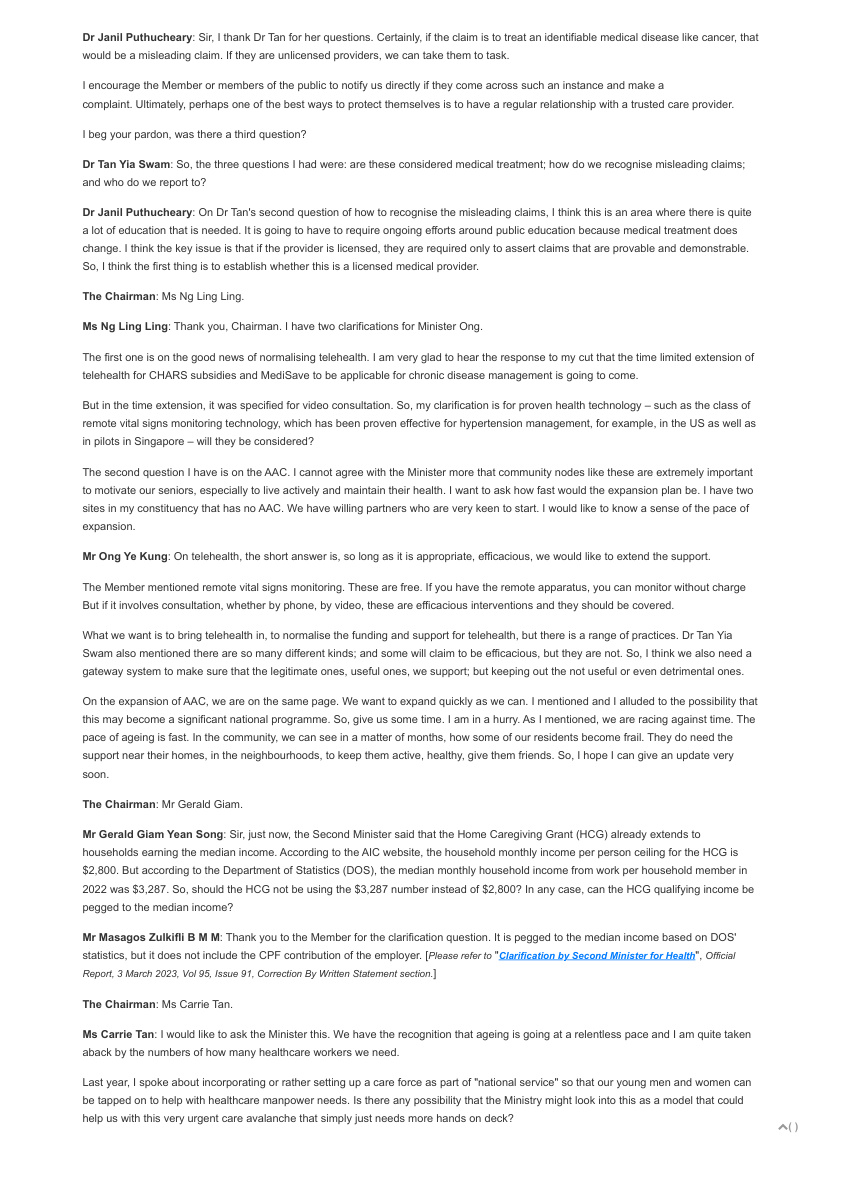 Dr Janil Puthucheary: Sir, I thank Dr Tan for her questions. Certainly, if the claim is to treat an identifiable medical disease like cancer, that
would be a misleading claim. If they are unlicensed providers, we can take them to task.
I encourage the Member or members of the public to notify us directly if they come across such an instance and make a
complaint. Ultimately, perhaps one of the best ways to protect themselves is to have a regular relationship with a trusted care provider.
I beg your pardon, was there a third question?
Dr Tan Yia Swam: So, the three questions I had were: are these considered medical treatment; how do we recognise misleading claims;
and who do we report to?
Dr Janil Puthucheary: On Dr Tan's second question of how to recognise the misleading claims, I think this is an area where there is quite
a lot of education that is needed. It is going to have to require ongoing efforts around public education because medical treatment does
change. I think the key issue is that if the provider is licensed, they are required only to assert claims that are provable and demonstrable.
So, I think the first thing is to establish whether this is a licensed medical provider.
The Chairman: Ms Ng Ling Ling.
Ms Ng Ling Ling: Thank you, Chairman. I have two clarifications for Minister Ong.
The first one is on the good news of normalising telehealth. I am very glad to hear the response to my cut that the time limited extension of
telehealth for CHARS subsidies and MediSave to be applicable for chronic disease management is going to come.
But in the time extension, it was specified for video consultation. So, my clarification is for proven health technology – such as the class of
remote vital signs monitoring technology, which has been proven effective for hypertension management, for example, in the US as well as
in pilots in Singapore – will they be considered?
The second question I have is on the AAC. I cannot agree with the Minister more that community nodes like these are extremely important
to motivate our seniors, especially to live actively and maintain their health. I want to ask how fast would the expansion plan be. I have two
sites in my constituency that has no AAC. We have willing partners who are very keen to start. I would like to know a sense of the pace of
expansion.
Mr Ong Ye Kung: On telehealth, the short answer is, so long as it is appropriate, efficacious, we would like to extend the support.
The Member mentioned remote vital signs monitoring. These are free. If you have the remote apparatus, you can monitor without charge
But if it involves consultation, whether by phone, by video, these are efficacious interventions and they should be covered.
What we want is to bring telehealth in, to normalise the funding and support for telehealth, but there is a range of practices. Dr Tan Yia
Swam also mentioned there are so many different kinds; and some will claim to be efficacious, but they are not. So, I think we also need a
gateway system to make sure that the legitimate ones, useful ones, we support; but keeping out the not useful or even detrimental ones.
On the expansion of AAC, we are on the same page. We want to expand quickly as we can. I mentioned and I alluded to the possibility that
this may become a significant national programme. So, give us some time. I am in a hurry. As I mentioned, we are racing against time. The
pace of ageing is fast. In the community, we can see in a matter of months, how some of our residents become frail. They do need the
support near their homes, in the neighbourhoods, to keep them active, healthy, give them friends. So, I hope I can give an update very
soon.
The Chairman: Mr Gerald Giam.
Mr Gerald Giam Yean Song: Sir, just now, the Second Minister said that the Home Caregiving Grant (HCG) already extends to
households earning the median income. According to the AIC website, the household monthly income per person ceiling for the HCG is
$2,800. But according to the Department of Statistics (DOS), the median monthly household income from work per household member in
2022 was $3,287. So, should the HCG not be using the $3,287 number instead of $2,800? In any case, can the HCG qualifying income be
pegged to the median income?
Mr Masagos Zulkifli B M M: Thank you to the Member for the clarification question. It is pegged to the median income based on DOS'
statistics, but it does not include the CPF contribution of the employer. [Please refer to "Clarification by Second Minister for Health", Official
Report, 3 March 2023, Vol 95, Issue 91, Correction By Written Statement section.]
The Chairman: Ms Carrie Tan.
Ms Carrie Tan: I would like to ask the Minister this. We have the recognition that ageing is going at a relentless pace and I am quite taken
aback by the numbers of how many healthcare workers we need.
Last year, I spoke about incorporating or rather setting up a care force as part of "national service" so that our young men and women can
be tapped on to help with healthcare manpower needs. Is there any possibility that the Ministry might look into this as a model that could
help us with this very urgent care avalanche that simply just needs more hands on deck?
( )